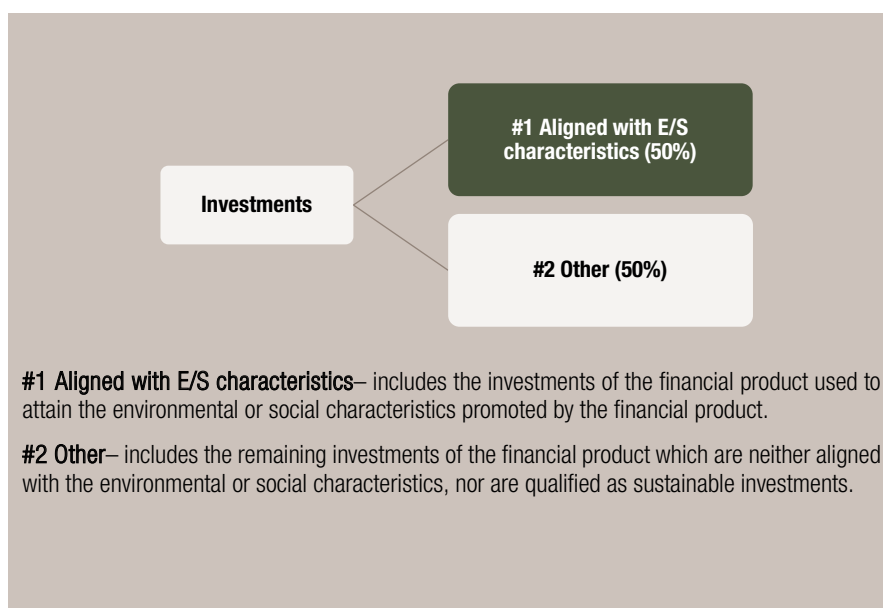 #1 Aligned with E/S
characteristics (50%)
Investments
#2 Other (50%)
#1 Aligned with E/S characteristics– includes the investments of the financial product used to
attain the environmental or social characteristics promoted by the financial product.
#2 Other– includes the remaining investments of the financial product which are neither aligned
with the environmental or social characteristics, nor are qualified as sustainable investments.